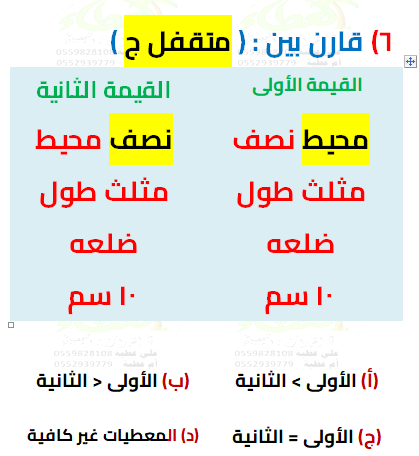 ٦) قارن بين : ( متقفل ج )
القيمة الأولى
القيمة الثانية
محيط نصف
مثلث طول
ضلعه
١٠ سم
نصف محيط
مثلث طول
ضلعه
١٠ سم
(أ) الأولى > الثانية
(ب) الأولى < الثانية
(ج) الأولى = الثانية
(د) المعطيات غير كافية